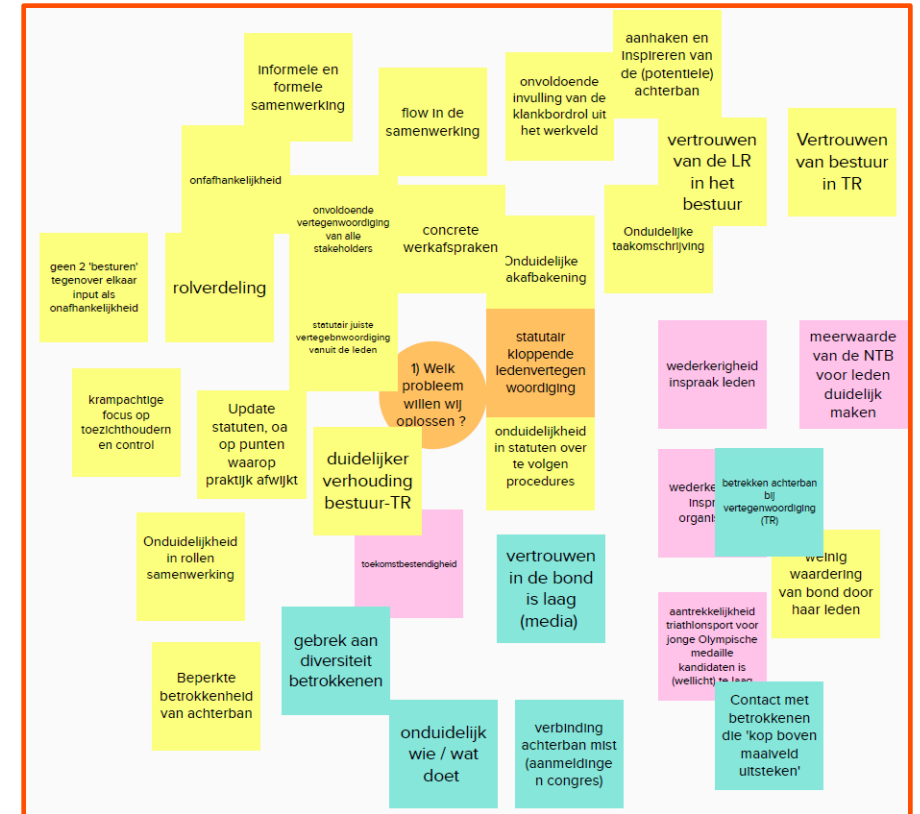 informele en
formele
samenwerking
flow in de
samenwerking
onvoldoende
invulling van de
klankbordrol uit
het werkveld
aanhaken en
inspireren van
de (potentiele)
achterban
vertrouwen
van de LR
in het
bestuur
Vertrouwen
van bestuur
in TR
onfafhankelijkheid
onvoldoende
vertegenwoordiging
van alle
stakeholders
concrete
werkafspraken
Onduidelijke
akafbakening
Onduidelijke
taakomschrijving
geen 2 'besturen'
tegenover elkaar
input als
onafhankelijkheid
rolverdeling
statutair juiste
vertegebnwoordiging
vanuit de leden
1) Welk
probleem
willen wij
oplossen ?
statutair
kloppende
ledenvertegen
woordiging
wederkerigheid
inspraak leden
meerwaarde
van de NTB
voor leden
duidelijk
maken
krampachtige
focus op
toezichthoudern
en control
Update
statuten, oa
op punten
waarop
praktijk afwijkt
duidelijker
verhouding
bestuur-TR
onduidelijkheid
in statuten over
te volgen
procedures
wederke
inspr
organis
betrekken achterban
bij
vertegenwoordiging
(TR)
Onduidelijkheid
in rollen
samenwerking
toekomstbestendigheid
vertrouwen
in de bond
is laag
(media)
weinig
waardering
van bond door
haar leden
aantrekkelijkheid
triathlonsport voor
jonge Olympische
medaille
kandidaten is
(wellicht) te laag
gebrek aan
diversiteit
betrokkenen
Beperkte
betrokkenheid
van achterban
onduidelijk
wie / wat
doet
verbinding
achterban mist
(aanmeldinge
n congres)
Contact met
betrokkenen
die 'kop boven
maaiveld
uitsteken'